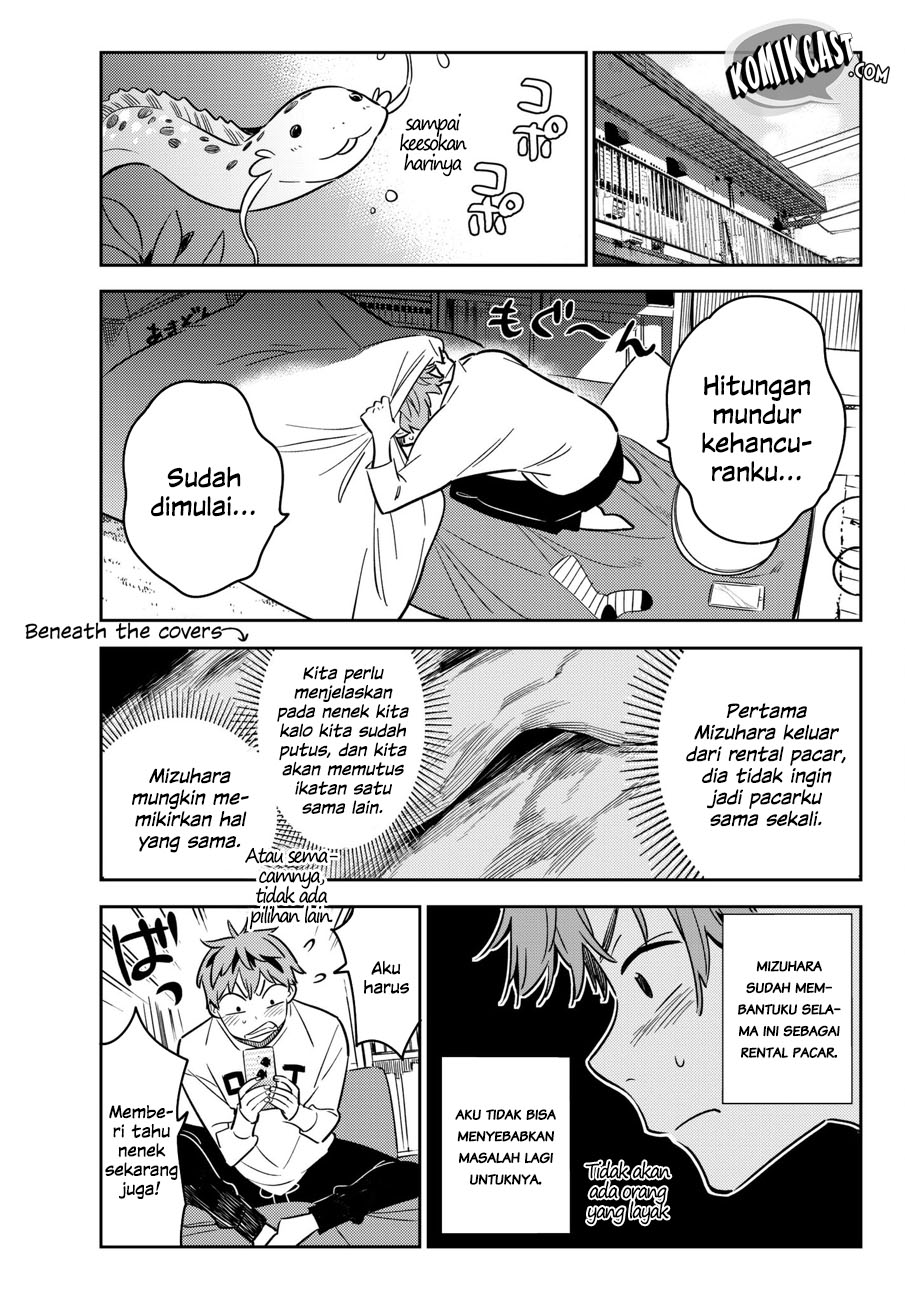 KOMIKCAST
.COM
sampai
keesokan
harinya
コポ
コポ
もぐ〜ん
あきどん
Hitungan
mundur
kehancu-
ranku...
Sudah
dimulai...
Beneath the covers
Pertama
Mizuhara keluar
dari rental pacar,
dia tidak ingin
jadi pacarku
sama sekali.
Kita perlu
menjelaskan
pada nenek kita
kalo kita sudah
putus, dan kita
akan memutus
ikatan satu
sama lain.
Mizuhara
mungkin me-
mikirkan hal
yang sama.
Atau sema-
camnya,
tidak ada
pilihan lain.
MIZUHARA
SUDAH MEM-
BANTUKU SELA-
MA INI SEBAGAI
RENTAL PACAR.
AKU TIDAK BISA
MENYEBABKAN
MASALAH LAGI
UNTUKNYA.
Tidak akan
ada orang
yang layak
ばっ
Aku
harus
Membe-
ri tahu
nenek
sekarang
juga!